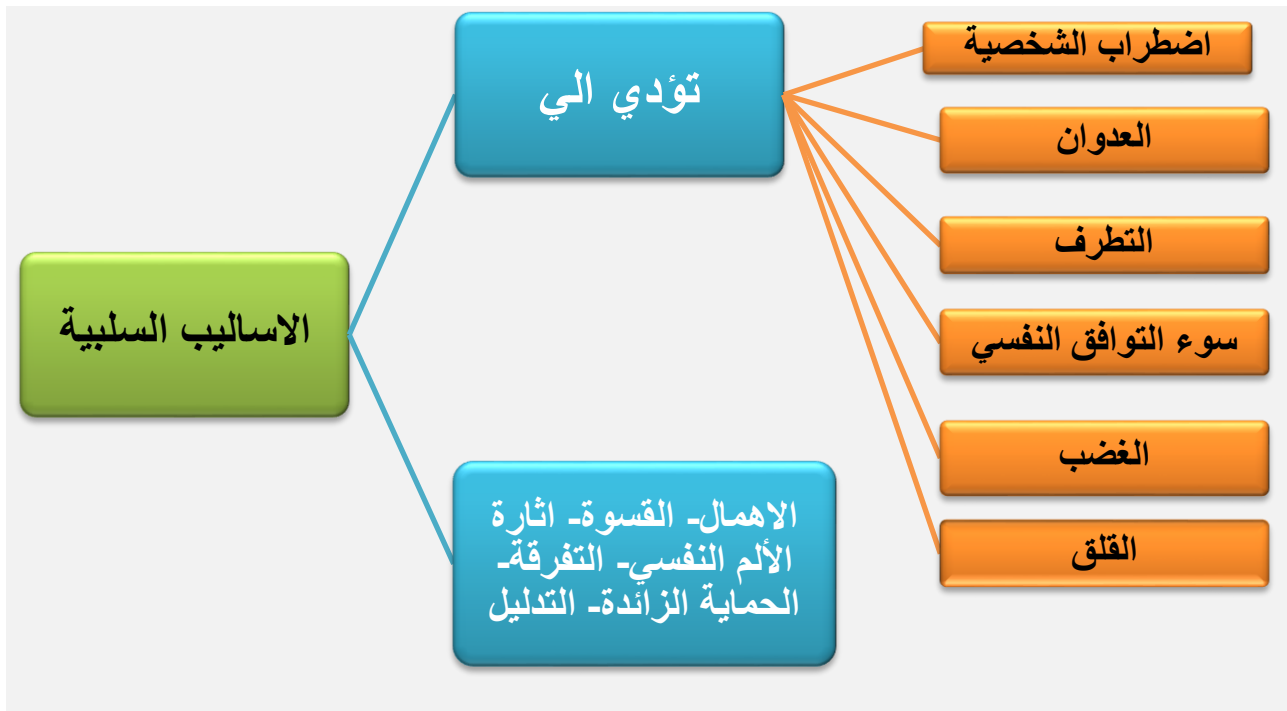 الاساليب السلبية
تؤدي الي
اضطراب الشخصية
العدوان
التطرف
سوء التوافق النفسي
الغضب
القلق
الاهمال- القسوة- اثارة
الألم النفسي- التفرقة-
الحماية الزائدة- التدليل